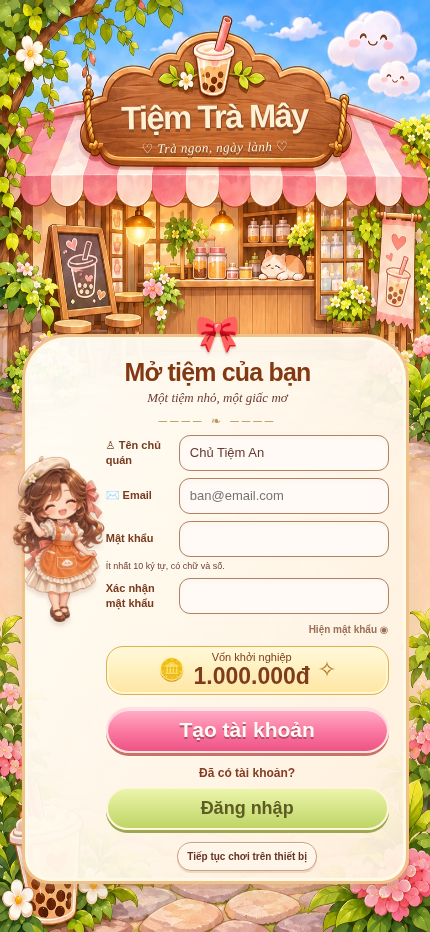 Tiệm Trà Mây
♡ Trà ngon, ngày lành ♡
Mở tiệm của bạn
Một tiệm nhỏ, một giấc mơ
Tên chủ quán
Chủ Tiệm An
Email
ban@email.com
Mật khẩu
Ít nhất 10 ký tự, có chữ và số.
Xác nhận mật khẩu
Hiện mật khẩu
Vốn khởi nghiệp
1.000.000đ
Tạo tài khoản
Đã có tài khoản?
Đăng nhập
Tiếp tục chơi trên thiết bị